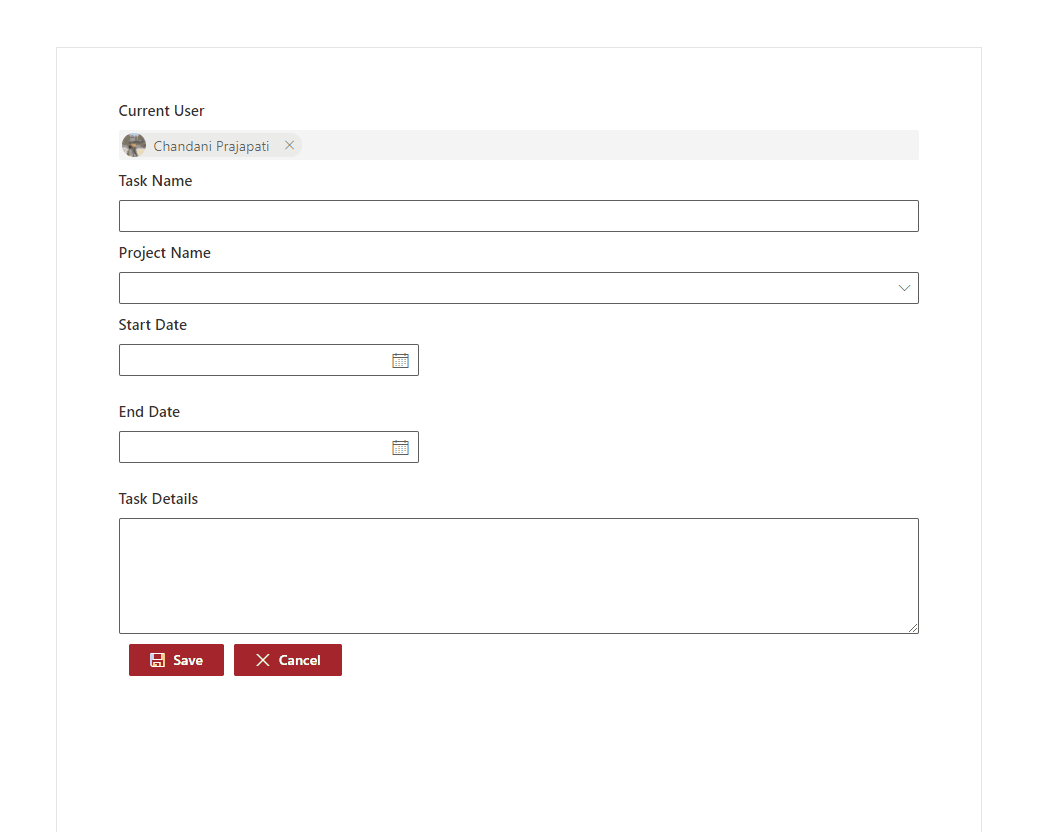 Current User
Chandani Prajapati
Task Name
Project Name
Start Date
End Date
Task Details
Save Cancel